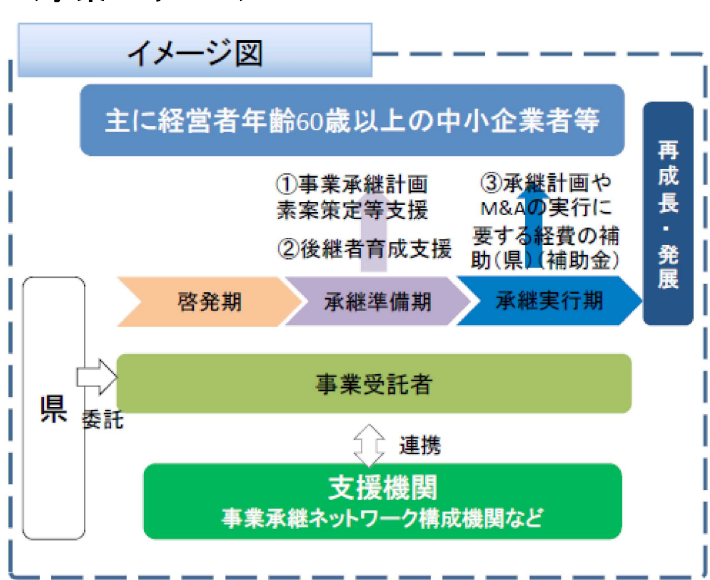 イメージ図
主に経営者年齢60歳以上の中小企業者等
①事業承継計画
素案策定等支援
②後継者育成支援
③承継計画や
M&Aの実行に
要する経費の補
助(県)(補助金)
再成長・発展
啓発期
承継準備期
承継実行期
県
委託
事業受託者
連携
支援機関
事業承継ネットワーク構成機関など